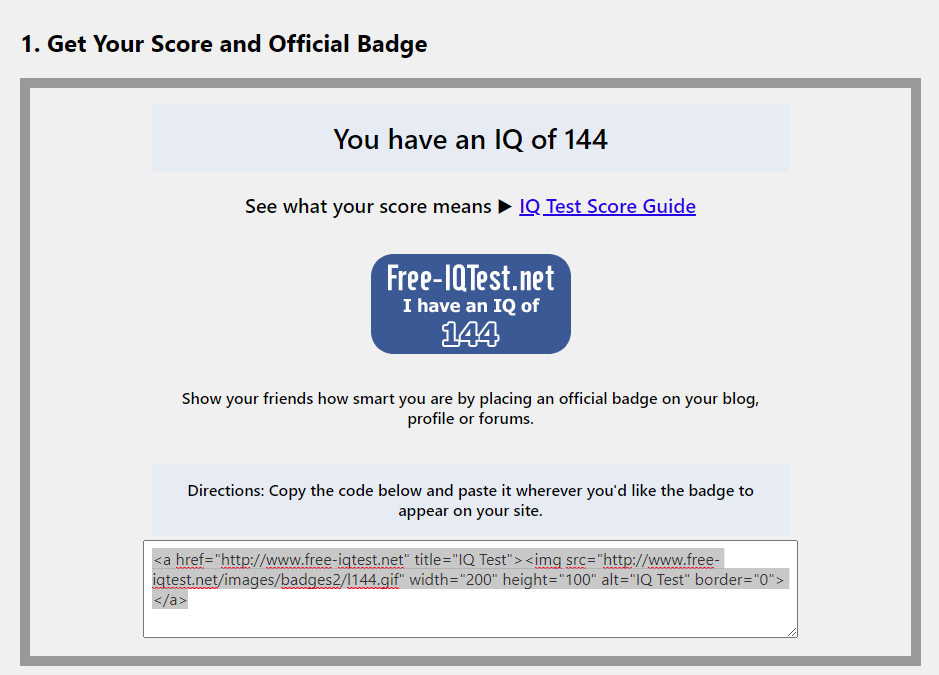 1. Get Your Score and Official Badge
You have an IQ of 144
See what your score means ► IQ Test Score Guide
Free-IQTest.net
I have an IQ of
144
Show your friends how smart you are by placing an official badge on your blog,
profile or forums.
Directions: Copy the code below and paste it wherever you'd like the badge to
appear on your site.
<a href="http://www.free-iqtest.net" title="IQ Test"><img src="http://www.free-
iqtest.net/images/badges2/l144.gif" width="200" height="100" alt="IQ Test" border="0">
</a>